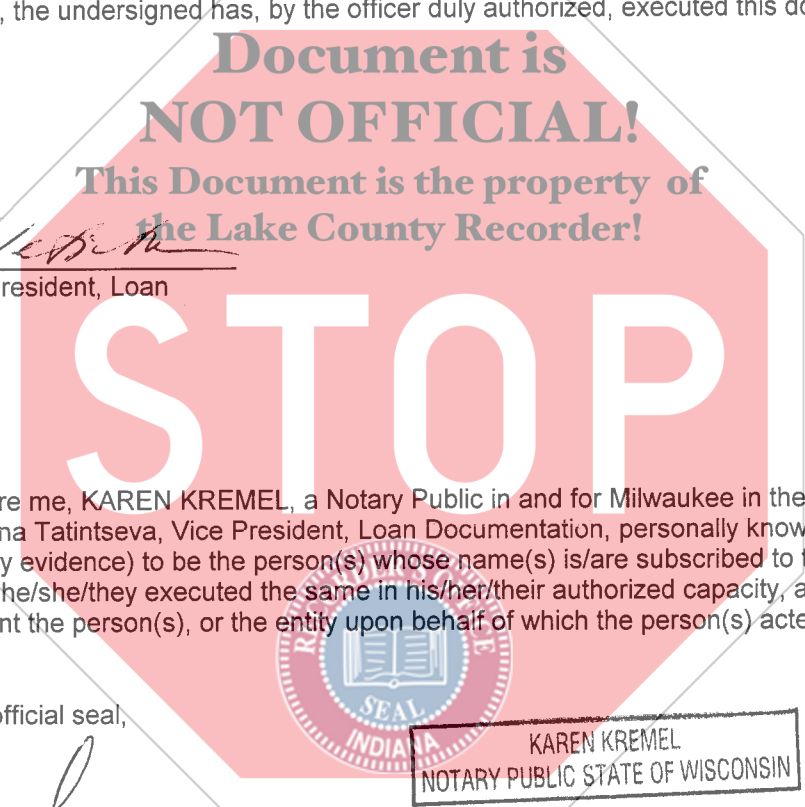 , the undersigned has, by the officer duly authorized, executed this do
Document is
NOT OFFICIAL!
This Document is the property of
the Lake County Recorder!
resident, Loan
STOP
re me, KAREN KREMEL, a Notary Public in and for Milwaukee in the
na Tatintseva, Vice President, Loan Documentation, personally know
y evidence) to be the person(s) whose name(s) is/are subscribed to t
he/she/they executed the same in his/her/their authorized capacity, a
nt the person(s), or the entity upon behalf of which the person(s) acte
RECORDER'S OFFICE
SEAL
INDIANA
official seal,
KAREN KREMEL
NOTARY PUBLIC STATE OF WISCONSIN